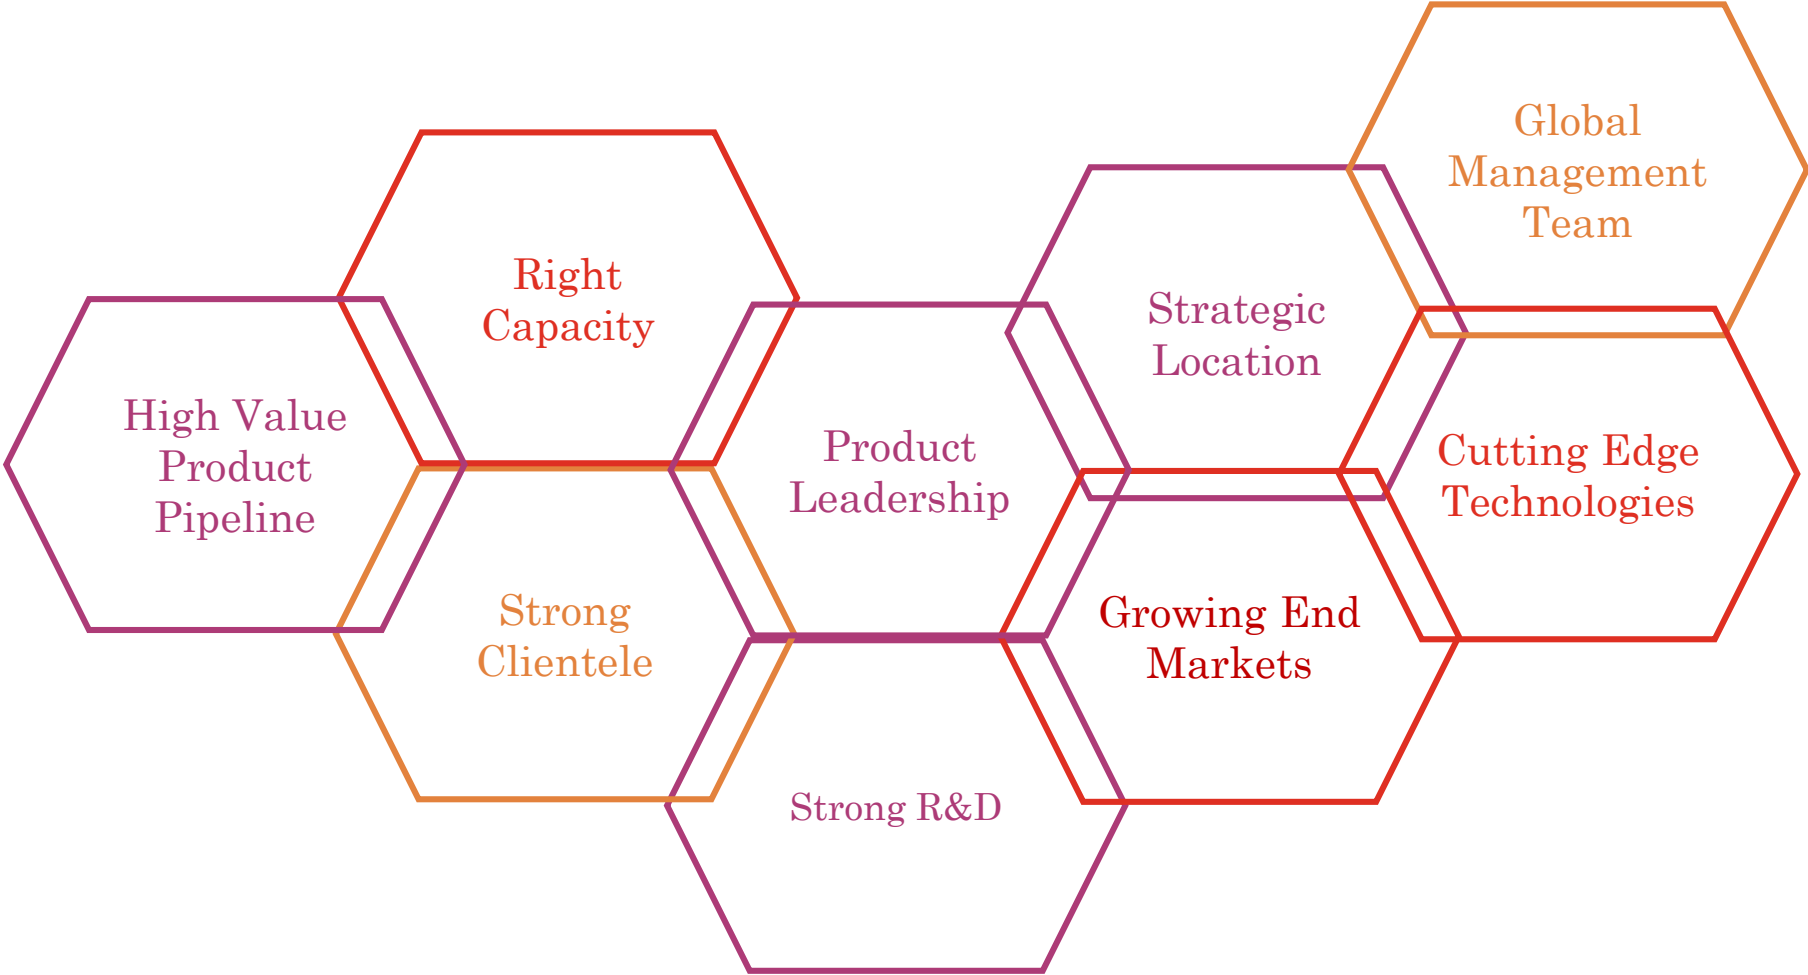 Global
Management
Team
Right
Capacity
Strategic
Location
High Value
Product
Pipeline
Product
Leadership
Cutting Edge
Technologies
Strong
Clientele
Growing End
Markets
Strong R&D